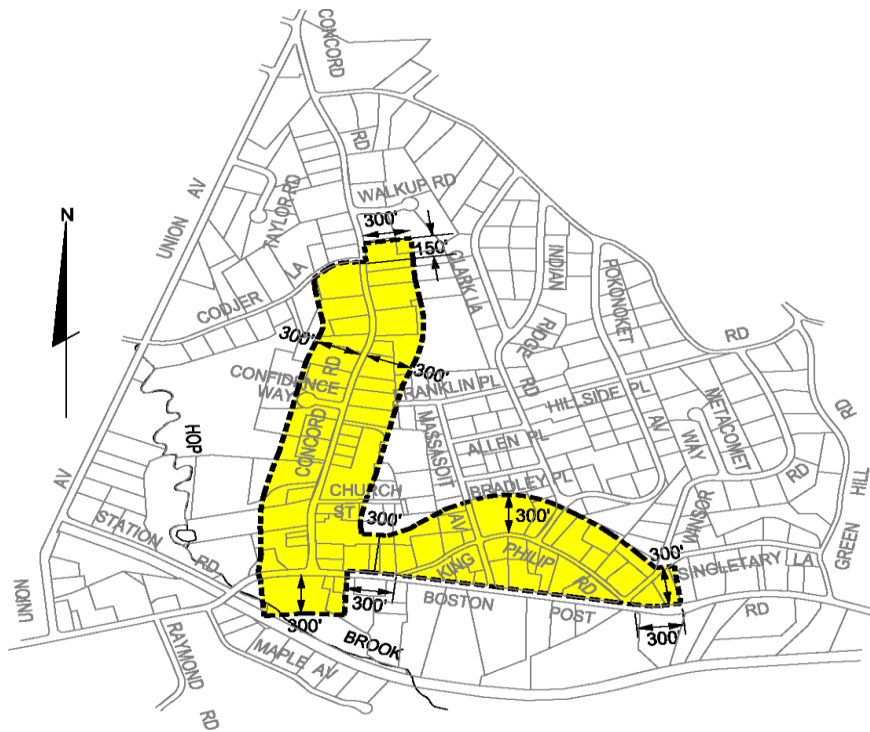 CONCORD
RD
N
UNION AV
TAYLOR RD
WALKUP RD
300'
150'
CODJER LA
CLARK LA
INDIAN
RIDGE
RD
POKONOKET
AV
RD
300'
300'
CONFIDENCE
WAY
CONCORD
RD
FRANKLIN PL
HILLSIDE PL
METACOMET
WAY
RD
MASSASOIT
AV
ALLEN PL
BRADLEY PL
HOP
CHURCH
ST
300'
300'
MANSOR
GREEN HILL
RD
UNION
AV
STATION
RD
KING
PHILIP
RD
300'
SINGLETARY LA
300'
BOSTON
POST
RD
300'
300'
BROOK
RAYMOND
RD
MAPLE AV